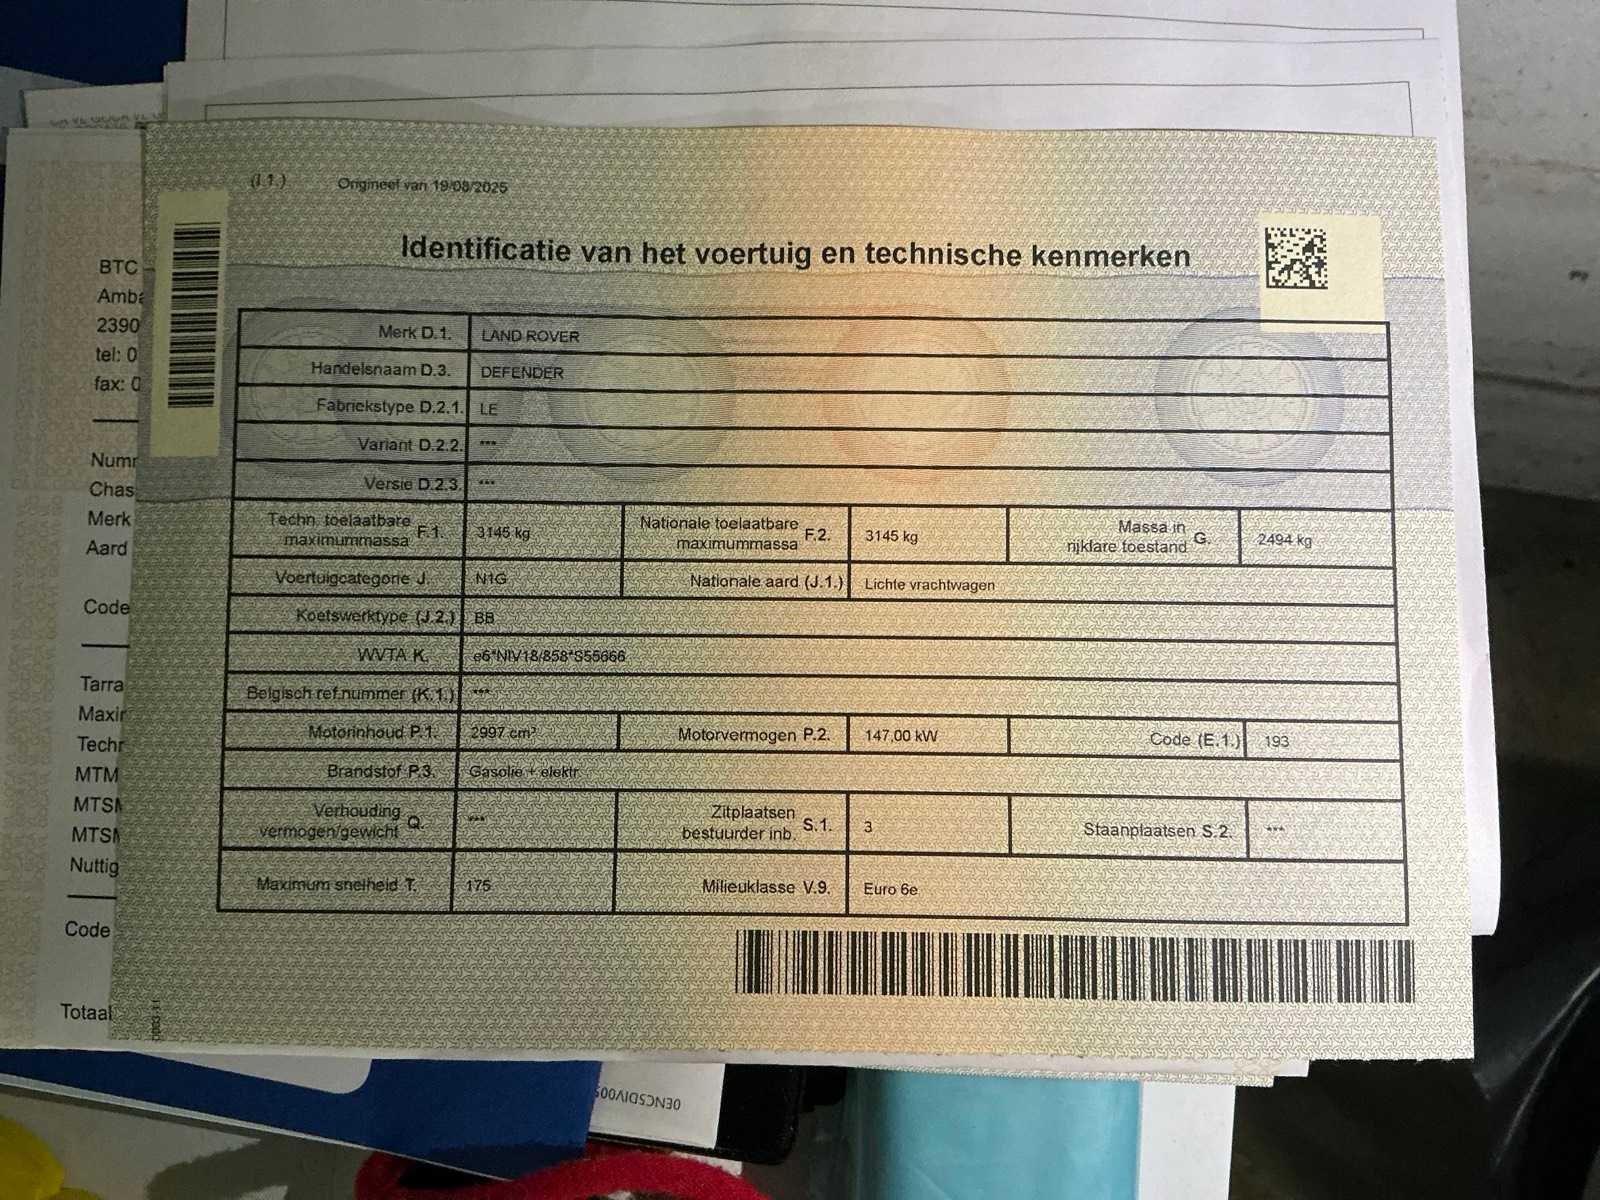 (I.1.) Origineel van 19/08/2025
Identificatie van het voertuig en technische kenmerken
Merk D.1. LAND ROVER
Handelsnaam D.3. DEFENDER
Fabriekstype D.2.1. LE
Variant D.2.2. ***
Versie D.2.3. ***
Techn. toelaatbare maximummassa F.1. 3145 kg Nationale toelaatbare maximummassa F.2. 3145 kg Massa in rijklare toestand G. 2494 kg
Voertuigcategorie J. N1G Nationale aard (J.1.) Lichte vrachtwagen
Koetswerktype (J.2.) BB
WVTA K. e6*NIV18/858*S55666
Belgisch ref.nummer (K.1.) ***
Motorinhoud P.1. 2997 cm³ Motorvermogen P.2. 147,00 kW Code (E.1.) 193
Brandstof P.3. Gasolie + elektr.
Verhouding vermogen/gewicht Q. *** Zitplaatsen bestuurder inb. S.1. 3 Staanplaatsen S.2. ***
Maximum snelheid T. 175 Milieuklasse V.9. Euro 6e
BTC
Amba
2390
tel: 0
fax: 0
Numr
Chas
Merk
Aard
Code
Tarra
Maxir
Techr
MTM
MTSM
MTSM
Nuttig
Code
Totaal